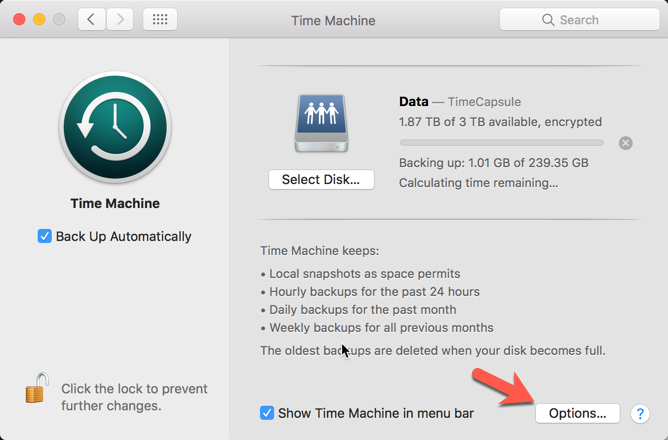 Time Machine
Search
Time Machine
Back Up Automatically
Click the lock to prevent
further changes.
Select Disk...
Data — TimeCapsule
1.87 TB of 3 TB available, encrypted
Backing up: 1.01 GB of 239.35 GB
Calculating time remaining...
Time Machine keeps:
• Local snapshots as space permits
• Hourly backups for the past 24 hours
• Daily backups for the past month
• Weekly backups for all previous months
The oldest backups are deleted when your disk becomes full.
Show Time Machine in menu bar
Options...
?